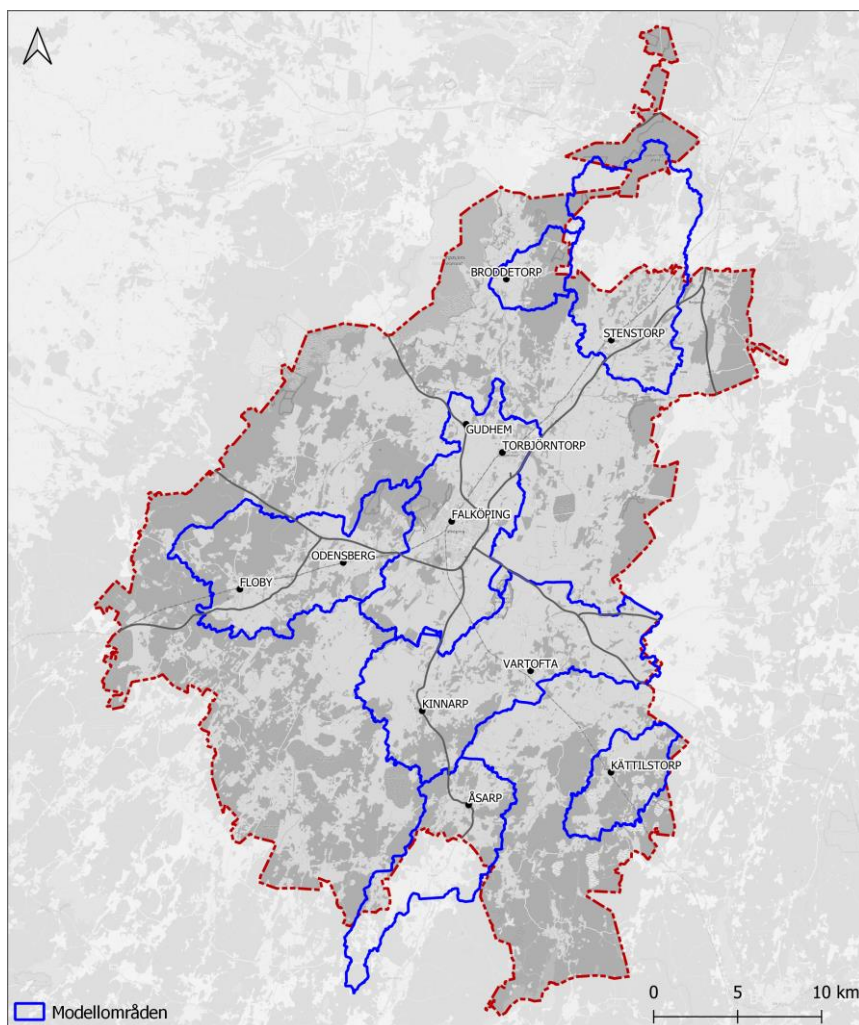 BRODDETORP
STENSTORP
GUDHEM
TORBJÖRNTORP
FALKÖPING
ODENSBERG
FLOBY
VARTOFTA
KINNARP
KÄTTILSTORP
ÅSARP
0 5 10 km
Modellområden